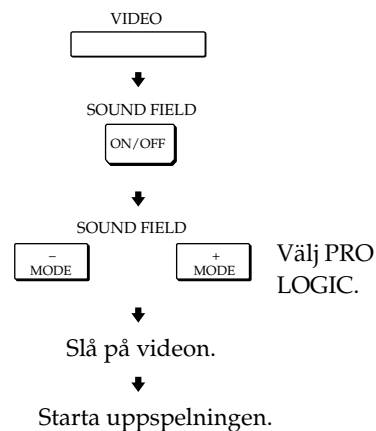 VIDEO
SOUND FIELD
ON/OFF
SOUND FIELD
– +
MODE MODE
Välj PRO
LOGIC.
Slå på videon.
Starta uppspelningen.